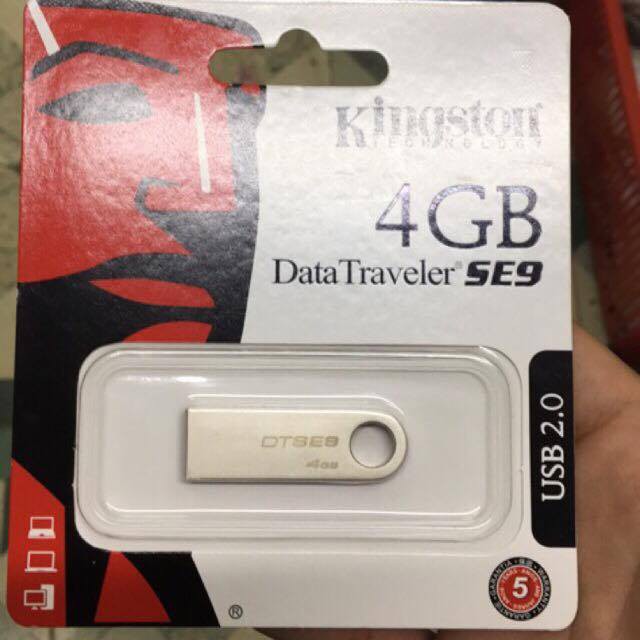 Kingston
TECHNOLOGY
4GB
DataTraveler® SE9
DTSE9
4GB
USB 2.0
®
5